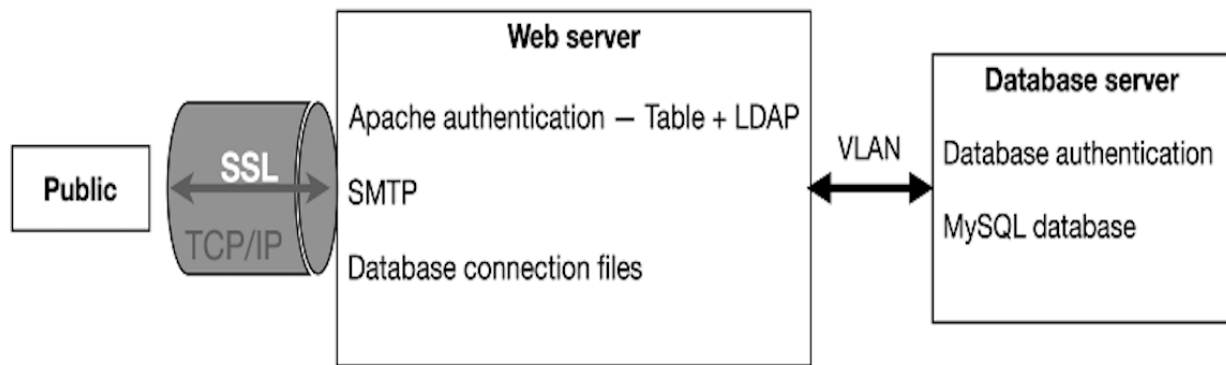 Public
SSL
TCP/IP
Web server
Apache authentication — Table + LDAP
SMTP
Database connection files
VLAN
Database server
Database authentication
MySQL database